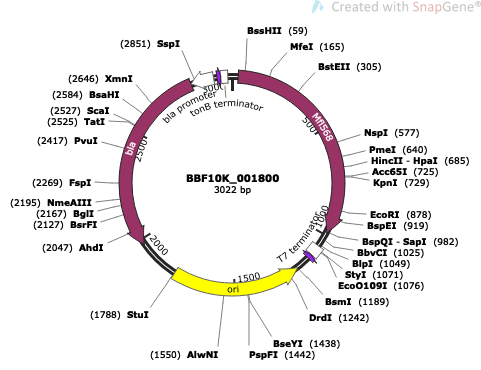 Created with SnapGene®
(2851) SspI
BssHII (59)
MfeI (165)
BstEII (305)
(2646) XmnI
(2584) BsaHI
(2527) ScaI
(2525) TatI
(2417) PvuI
(2269) FspI
(2195) NmeAIII
(2167) BglI
(2127) BsrFI
(2047) AhdI
(1788) StuI
(1550) AlwNI
NspI (577)
PmeI (640)
HincII - HpaI (685)
Acc65I (725)
KpnI (729)
EcoRI (878)
BspEI (919)
BspQI - SapI (982)
BbvCI (1025)
BlpI (1049)
StyI (1071)
EcoO109I (1076)
BsmI (1189)
DrdI (1242)
BseYI (1438)
PspFI (1442)
bla promoter
tonB terminator
Mfl568
bla
T7 terminator
ori
500
1000
1500
2000
2500
BBF10K_001800
3022 bp